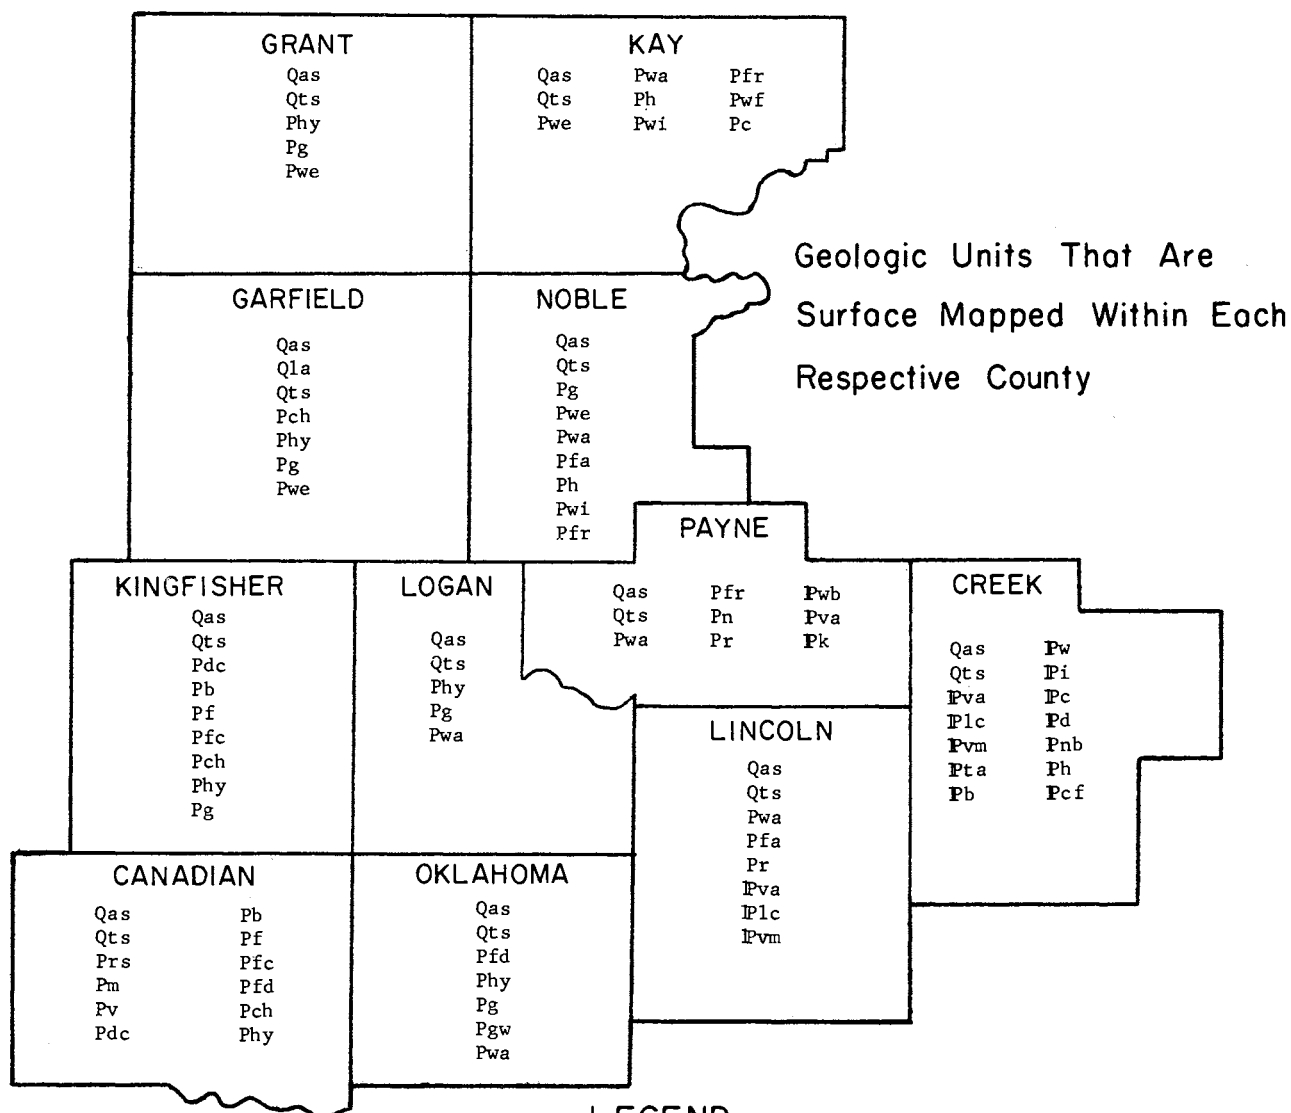 GRANT
Qas
Qts
Phy
Pg
Pwe
KAY
Qas Pwa Pfr
Qts Ph Pwf
Pwe Pwi Pc
Geologic Units That Are
Surface Mapped Within Each
Respective County
GARFIELD
Qas
Qla
Qts
Pch
Phy
Pg
Pwe
NOBLE
Qas
Qts
Pg
Pwe
Pwa
Pfa
Ph
Pwi
Pfr
PAYNE
Qas Pfr ℙwb
Qts Pn ℙva
Pwa Pr ℙk
KINGFISHER
Qas
Qts
Pdc
Pb
Pf
Pfc
Pch
Phy
Pg
LOGAN
Qas
Qts
Phy
Pg
Pwa
CREEK
Qas ℙw
Qts ℙi
ℙva ℙc
ℙlc ℙd
ℙvm ℙnb
ℙta ℙh
ℙb ℙcf
LINCOLN
Qas
Qts
Pwa
Pfa
Pr
ℙva
ℙlc
ℙvm
CANADIAN
Qas Pb
Qts Pf
Prs Pfc
Pm Pfd
Pv Pch
Pdc Phy
OKLAHOMA
Qas
Qts
Pfd
Phy
Pg
Pgw
Pwa
LEGEND